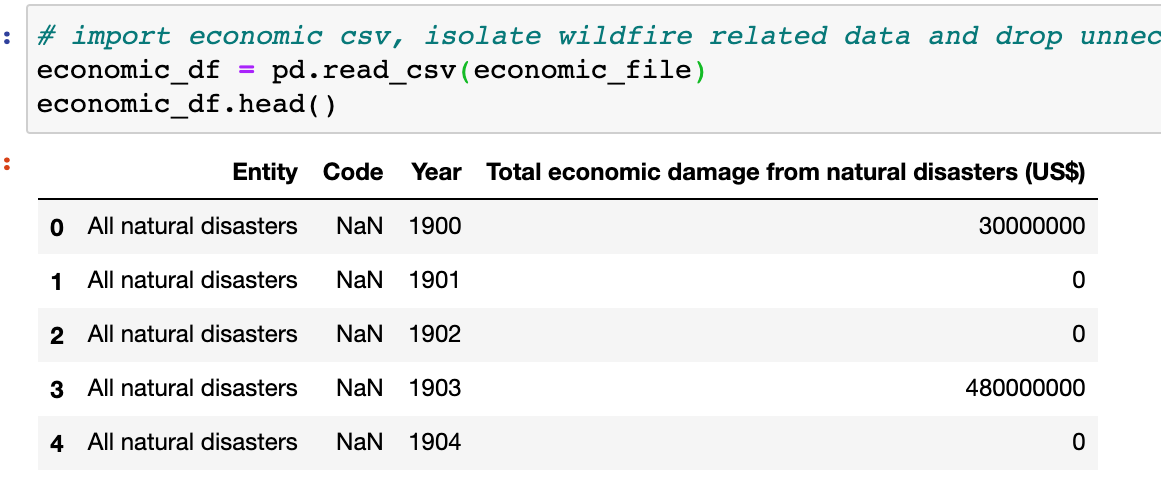 : # import economic csv, isolate wildfire related data and drop
economic_df = pd.read_csv(economic_file)
economic_df.head()
:
Entity Code Year Total economic damage from natural disasters (US$)
0 All natural disasters NaN 1900 30000000
1 All natural disasters NaN 1901 0
2 All natural disasters NaN 1902 0
3 All natural disasters NaN 1903 480000000
4 All natural disasters NaN 1904 0